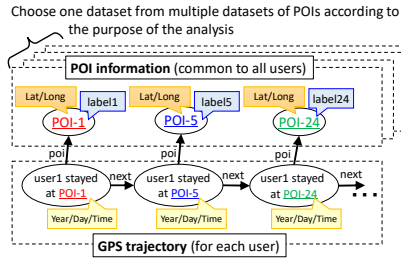 Choose one dataset from multiple datasets of POIs according to
the purpose of the analysis
POI information (common to all users)
Lat/Long
label1
Lat/Long
label5
Lat/Long
label24
POI-1
POI-5
POI-24
poi
poi
poi
user1 stayed
at POI-1
next
user1 stayed
at POI-5
next
user1 stayed
at POI-24
next
...
Year/Day/Time
Year/Day/Time
Year/Day/Time
GPS trajectory (for each user)